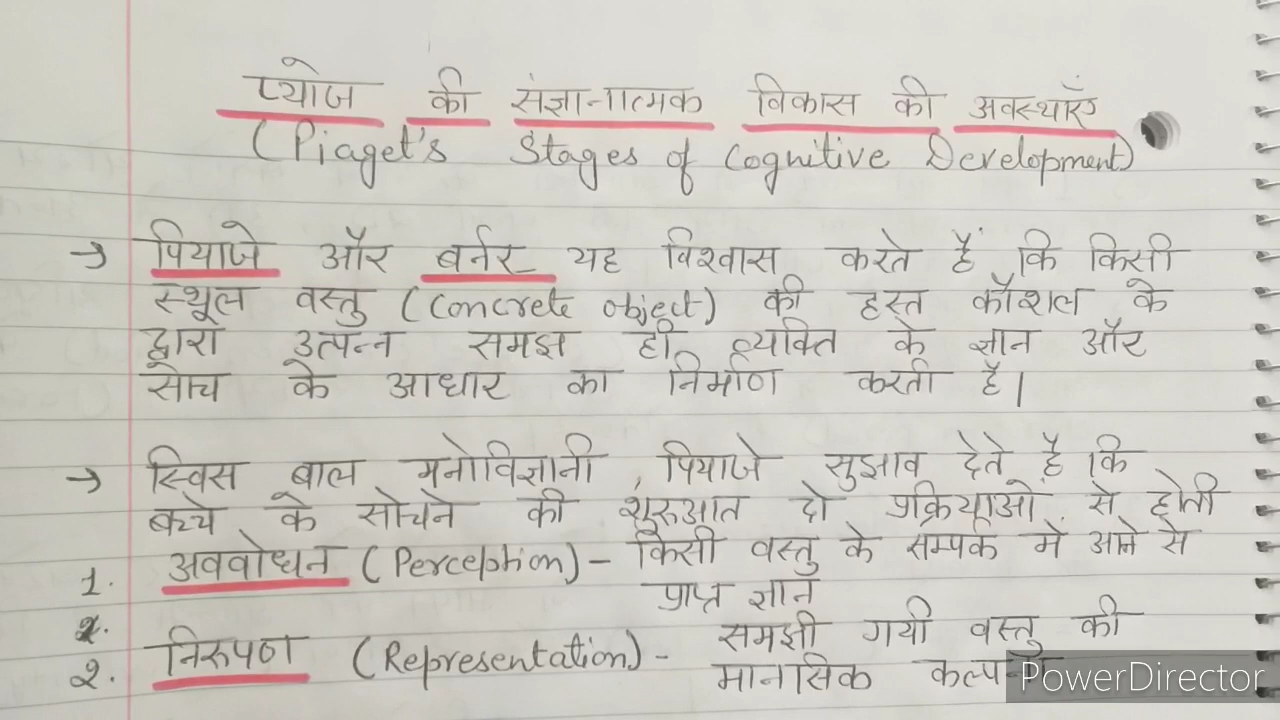 प्योज की संज्ञानात्मक विकास की अवस्थाएँ
(Piaget's Stages of Cognitive Development)
→ पियाजे और बर्नर यह विश्वास करते हैं कि किसी
स्थूल वस्तु (Concrete object) की हस्त कौशल के
द्वारा उत्पन्न समझ ही व्यक्ति के ज्ञान और
सोच के आधार का निर्माण करती है।
→ स्विस बाल मनोविज्ञानी, पियाजे सुझाव देते है कि
बच्चे के सोचने की शुरुआत दो प्रक्रियाओं से होती
1. अवबोधन (Perception) – किसी वस्तु के सम्पर्क में आने से
प्राप्त ज्ञान
2. निरुपण (Representation) - समझी गयी वस्तु की
मानसिक
PowerDirector